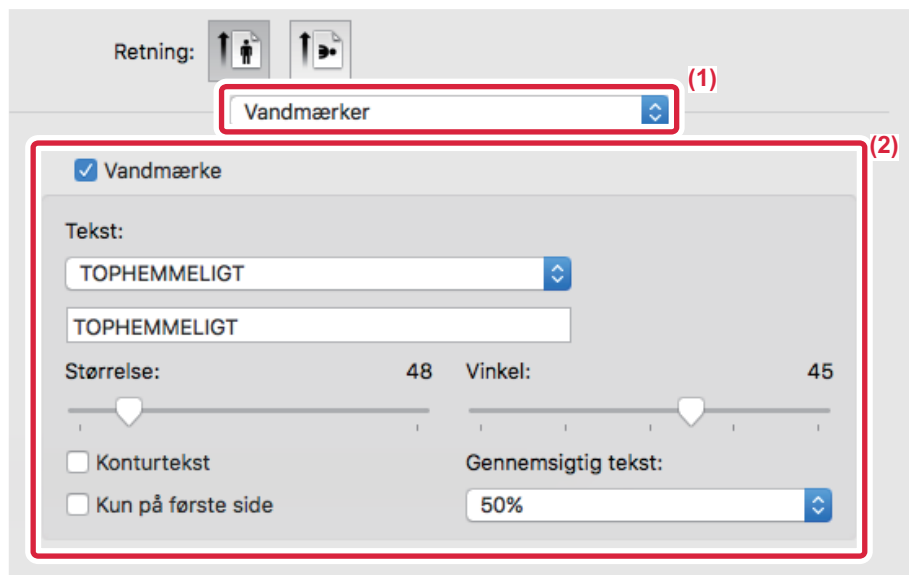 Retning:
(1)
Vandmærker
(2)
Vandmærke
Tekst:
TOPHEMMELIGT
TOPHEMMELIGT
Størrelse: 48 Vinkel: 45
Konturtekst Gennemsigtig tekst:
Kun på første side 50%